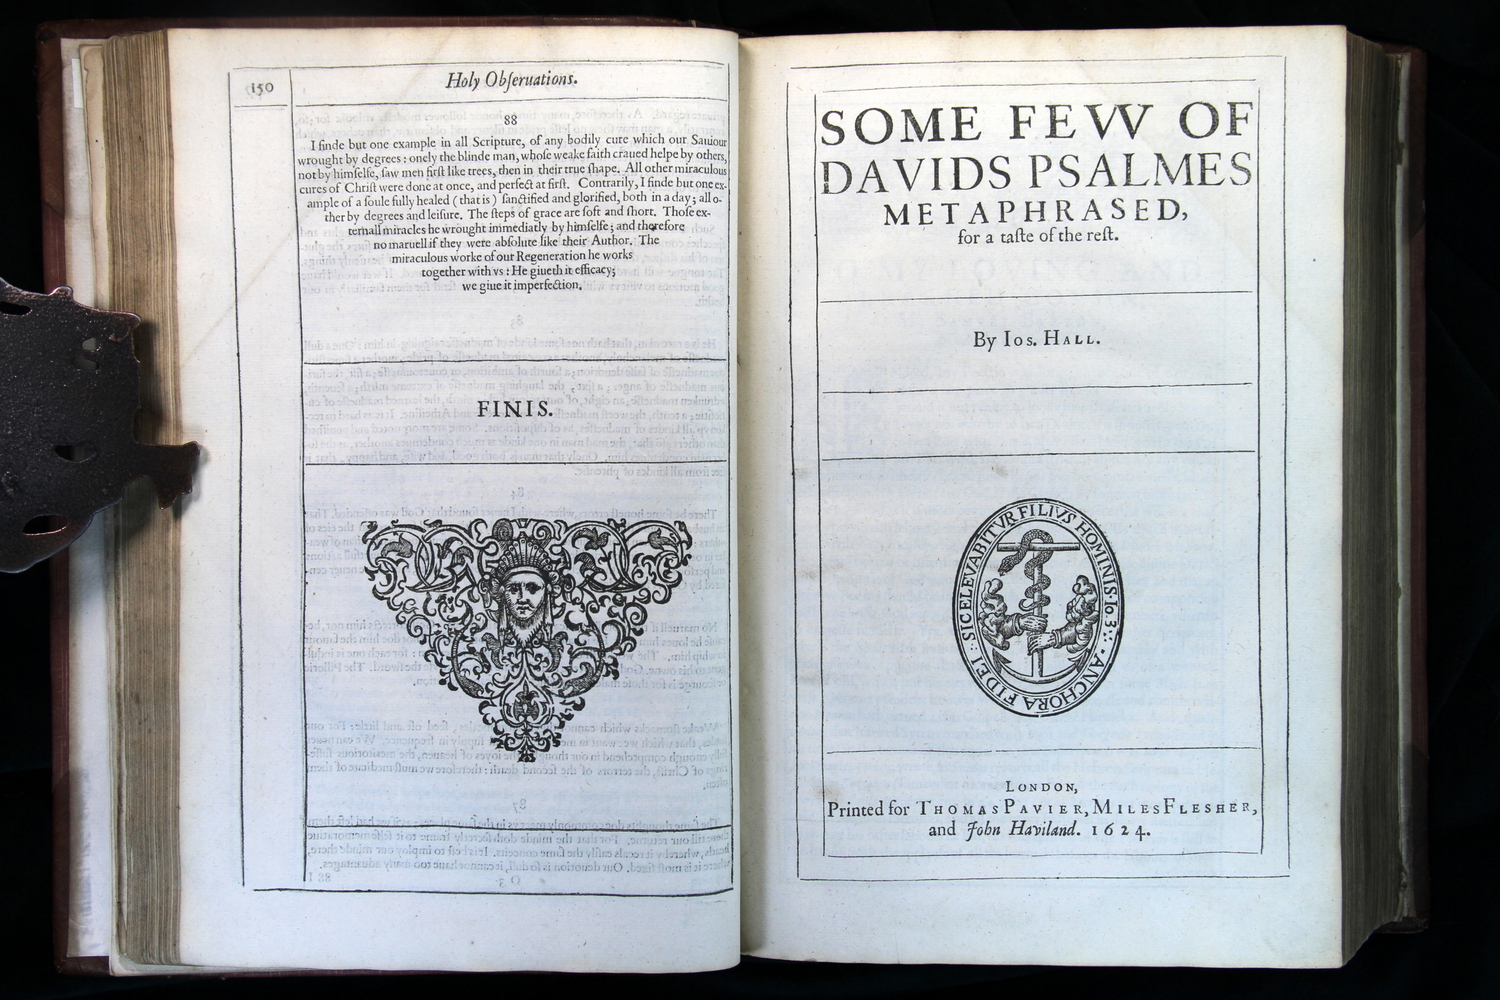 150
Holy Obſeruations.
88
I finde but one example in all Scripture, of any bodily cure which our Sauiour
wrought by degrees : onely the blinde man, whoſe weake faith craued helpe by others,
not by himſelfe, ſaw men firſt like trees, then in their true ſhape. All other miraculous
cures of Chriſt were done at once, and perfect at firſt. Contrarily, I finde but one ex-
ample of a ſoule fully healed ( that is ) ſanctified and glorified, both in a day ; all o-
ther by degrees and leiſure. The ſteps of grace are ſoft and ſhort. Thoſe ex-
ternall miracles he wrought immediatly by himſelfe ; and therefore
no maruell if they were abſolute like their Author. The
miraculous worke of our Regeneration he works
together with vs : He giueth it efficacy;
we giue it imperfection.
FINIS.
SOME FEVV OF
DAVIDS PSALMES
METAPHRASED,
for a taſte of the reſt.
By Ios. Hall.
SIC ELEVABITVR FILIVS HOMINIS Io. 3 : ANCHORA FIDEI :
London,
Printed for Thomas Pavier, Miles Flesher,
and John Haviland. 1624.